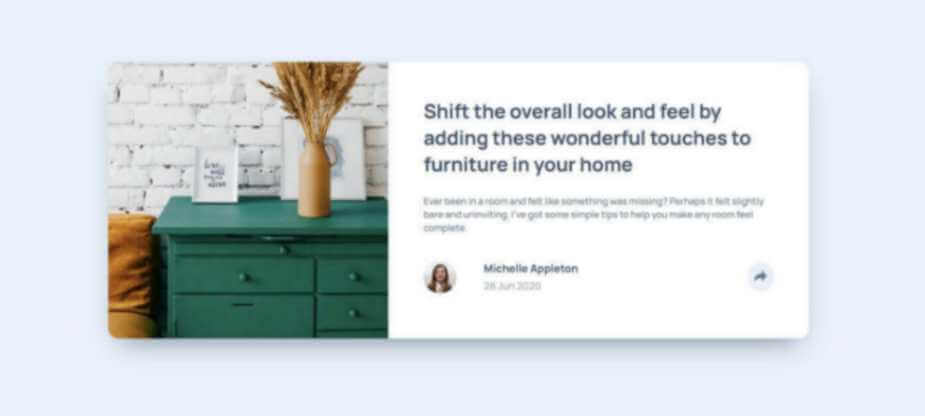 Shift the overall look and feel by
adding these wonderful touches to
furniture in your home
Ever been in a room and felt like something was missing? Perhaps it felt slightly
bare and uninviting. I've got some simple tips to help you make any room feel
complete.
Michelle Appleton
28 Jun 2020